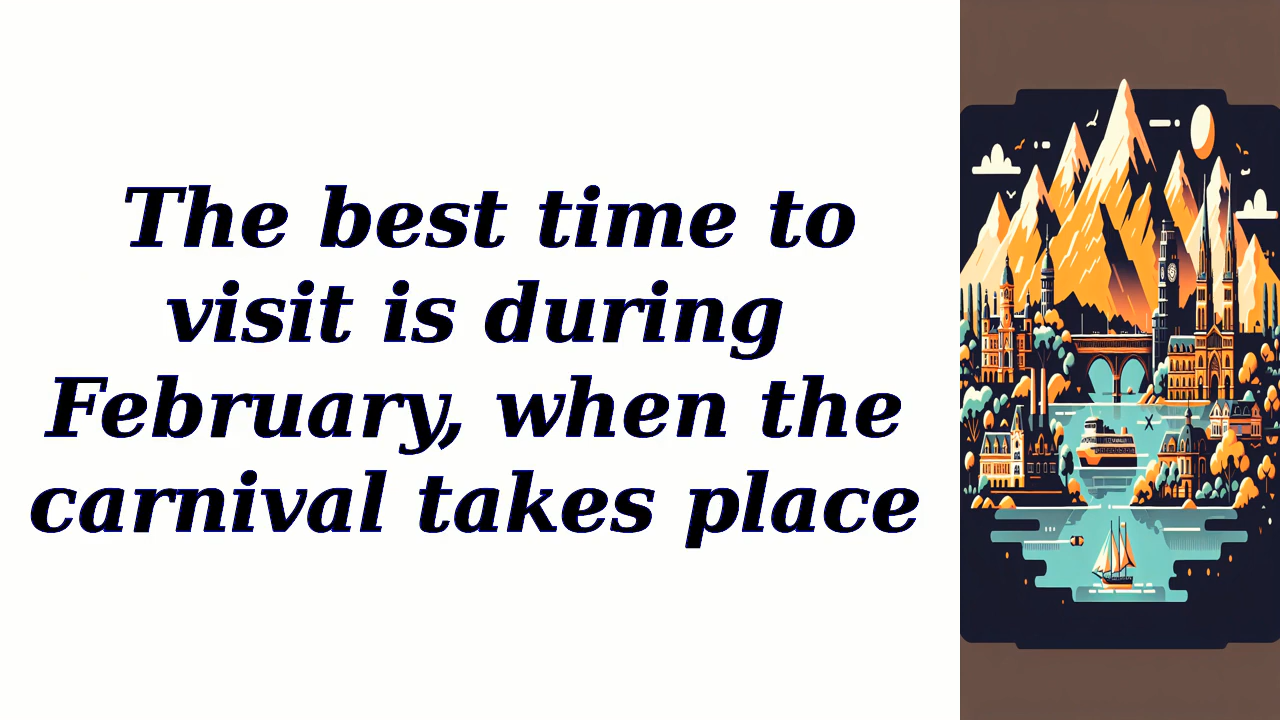 The best time to
visit is during
February, when the
carnival takes place